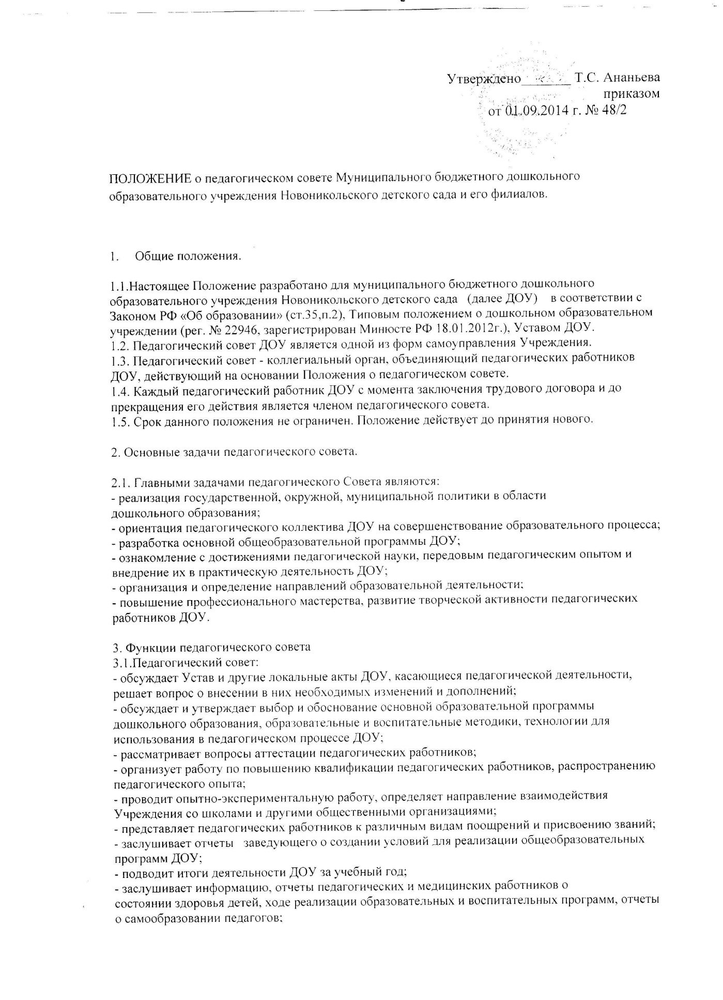 Утверждено_______ Т.С. Ананьева
приказом
от 01.09.2014 г. № 48/2
ПОЛОЖЕНИЕ о педагогическом совете Муниципального бюджетного дошкольного
образовательного учреждения Новоникольского детского сада и его филиалов.
1. Общие положения.
1.1.Настоящее Положение разработано для муниципального бюджетного дошкольного
образовательного учреждения Новоникольского детского сада (далее ДОУ) в соответствии с
Законом РФ «Об образовании» (ст.35,п.2), Типовым положением о дошкольном образовательном
учреждении (рег. № 22946, зарегистрирован Минюсте РФ 18.01.2012г.), Уставом ДОУ.
1.2. Педагогический совет ДОУ является одной из форм самоуправления Учреждения.
1.3. Педагогический совет - коллегиальный орган, объединяющий педагогических работников
ДОУ, действующий на основании Положения о педагогическом совете.
1.4. Каждый педагогический работник ДОУ с момента заключения трудового договора и до
прекращения его действия является членом педагогического совета.
1.5. Срок данного положения не ограничен. Положение действует до принятия нового.
2. Основные задачи педагогического совета.
2.1. Главными задачами педагогического Совета являются:
- реализация государственной, окружной, муниципальной политики в области
дошкольного образования;
- ориентация педагогического коллектива ДОУ на совершенствование образовательного процесса;
- разработка основной общеобразовательной программы ДОУ;
- ознакомление с достижениями педагогической науки, передовым педагогическим опытом и
внедрение их в практическую деятельность ДОУ;
- организация и определение направлений образовательной деятельности;
- повышение профессионального мастерства, развитие творческой активности педагогических
работников ДОУ.
3. Функции педагогического совета
3.1.Педагогический совет:
- обсуждает Устав и другие локальные акты ДОУ, касающиеся педагогической деятельности,
решает вопрос о внесении в них необходимых изменений и дополнений;
- обсуждает и утверждает выбор и обоснование основной образовательной программы
дошкольного образования, образовательные и воспитательные методики, технологии для
использования в педагогическом процессе ДОУ;
- рассматривает вопросы аттестации педагогических работников;
- организует работу по повышению квалификации педагогических работников, распространению
педагогического опыта;
- проводит опытно-экспериментальную работу, определяет направление взаимодействия
Учреждения со школами и другими общественными организациями;
- представляет педагогических работников к различным видам поощрений и присвоению званий;
- заслушивает отчеты заведующего о создании условий для реализации общеобразовательных
программ ДОУ;
- подводит итоги деятельности ДОУ за учебный год;
- заслушивает информацию, отчеты педагогических и медицинских работников о
состоянии здоровья детей, ходе реализации образовательных и воспитательных программ, отчеты
о самообразовании педагогов;